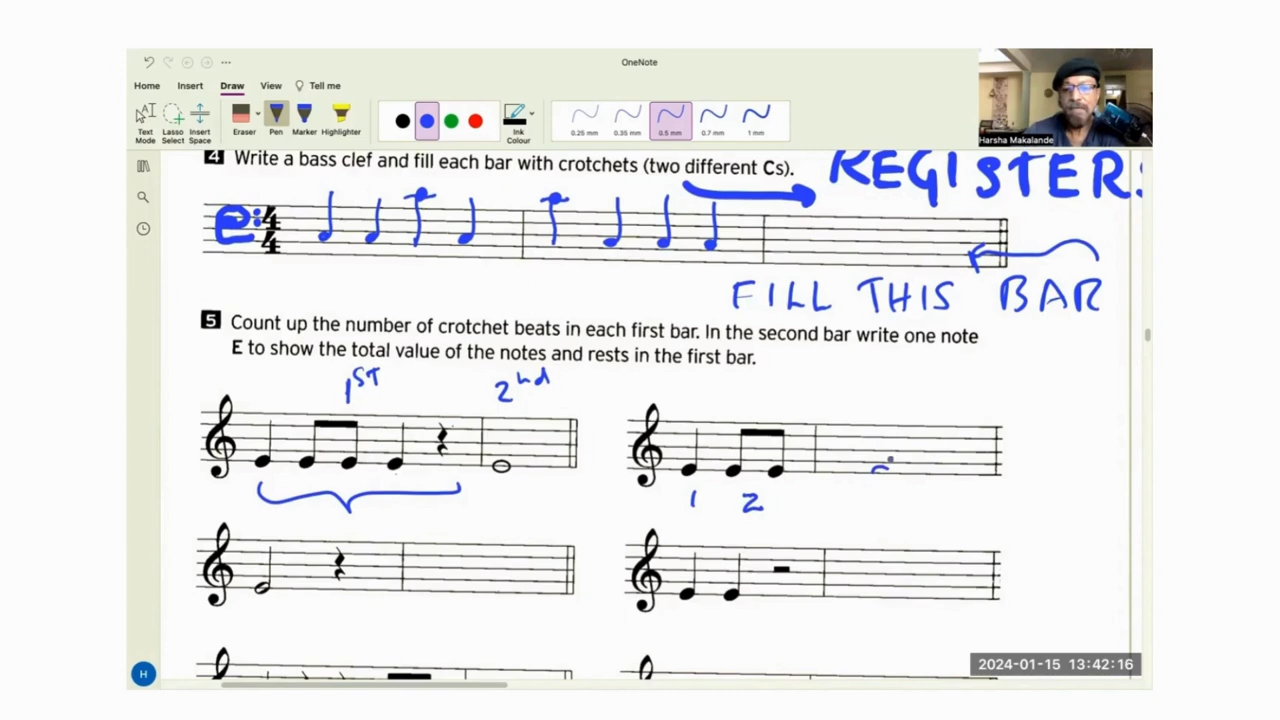 OneNote
Home Insert Draw View Tell me
Text Mode Lasso Select Insert Space Eraser Pen Marker Highlighter Ink Colour 0.25 mm 0.35 mm 0.5 mm 0.7 mm 1 mm
Harsha Makalande
4 Write a bass clef and fill each bar with crotchets (two different Cs).
REGISTERS
4
4
FILL THIS BAR
5 Count up the number of crotchet beats in each first bar. In the second bar write one note
E to show the total value of the notes and rests in the first bar.
1ST 2nd
1 2
H
2024-01-15 13:42:16